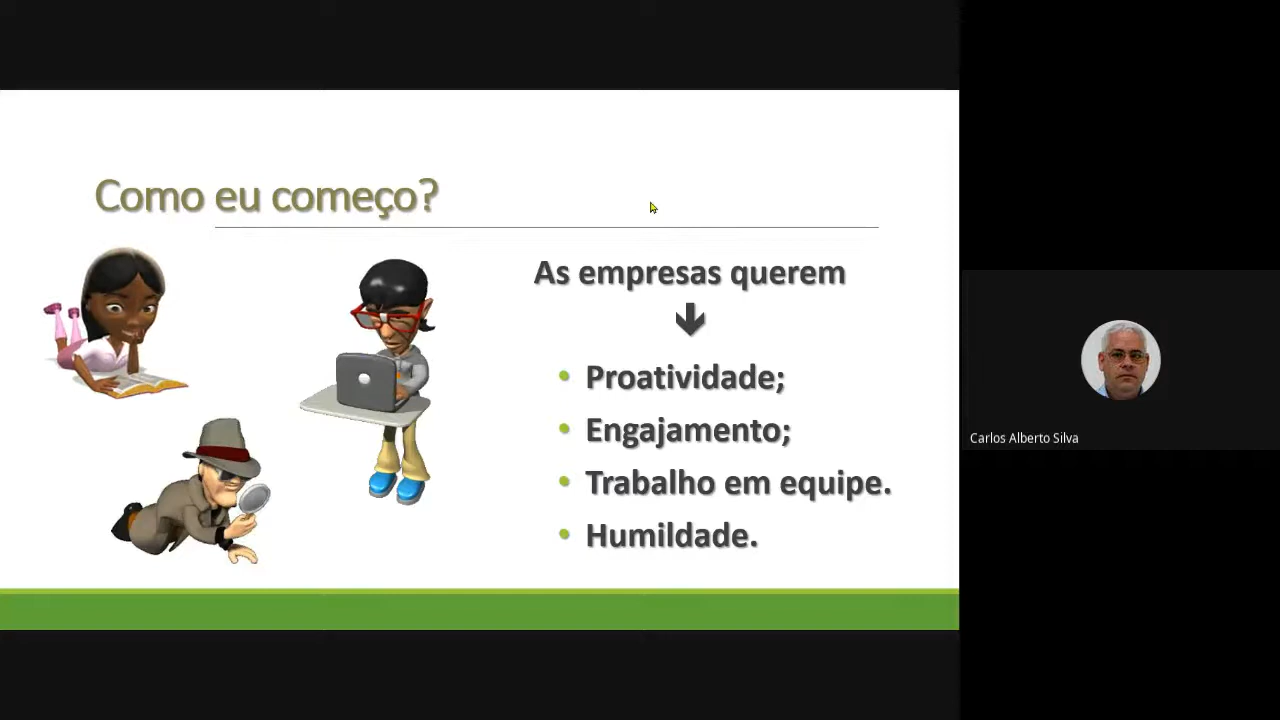 Como eu começo?
As empresas querem
Proatividade;
Engajamento;
Trabalho em equipe.
Humildade.
Carlos Alberto Silva